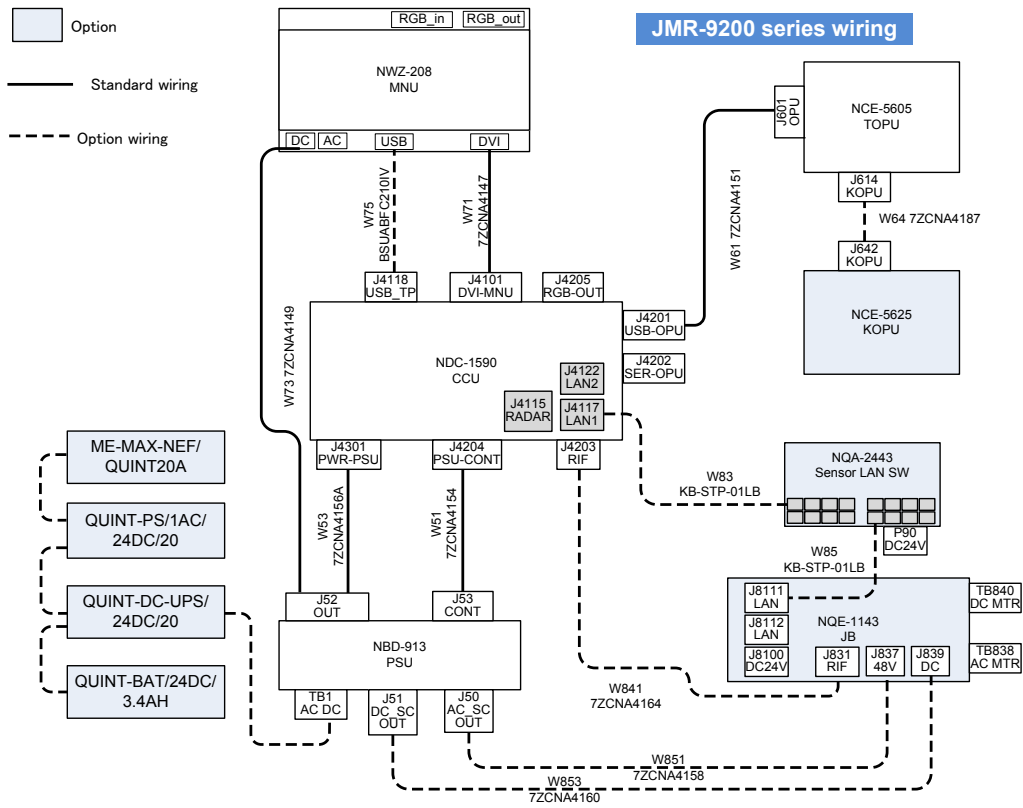 Option
Standard wiring
Option wiring
JMR-9200 series wiring
RGB_in
RGB_out
NWZ-208
MNU
DC
AC
USB
DVI
W75
BSUABFC210IV
W71
7ZCNA4147
W73 7ZCNA4149
J601
OPU
NCE-5605
TOPU
J614
KOPU
W64 7ZCNA4187
J642
KOPU
NCE-5625
KOPU
W61 7ZCNA4151
J4118
USB_TP
J4101
DVI-MNU
J4205
RGB-OUT
J4201
USB-OPU
J4202
SER-OPU
NDC-1590
CCU
J4122
LAN2
J4115
RADAR
J4117
LAN1
J4301
PWR-PSU
J4204
PSU-CONT
J4203
RIF
W53
7ZCNA4156A
W51
7ZCNA4154
W83
KB-STP-01LB
NQA-2443
Sensor LAN SW
P90
DC24V
W85
KB-STP-01LB
ME-MAX-NEF/
QUINT20A
QUINT-PS/1AC/
24DC/20
QUINT-DC-UPS/
24DC/20
QUINT-BAT/24DC/
3.4AH
J52
OUT
J53
CONT
NBD-913
PSU
TB1
AC DC
J51
DC_SC
OUT
J50
AC_SC
OUT
J8111
LAN
J8112
LAN
J8100
DC24V
NQE-1143
JB
J831
RIF
J837
48V
J839
DC
TB840
DC MTR
TB838
AC MTR
W841
7ZCNA4164
W851
7ZCNA4158
W853
7ZCNA4160